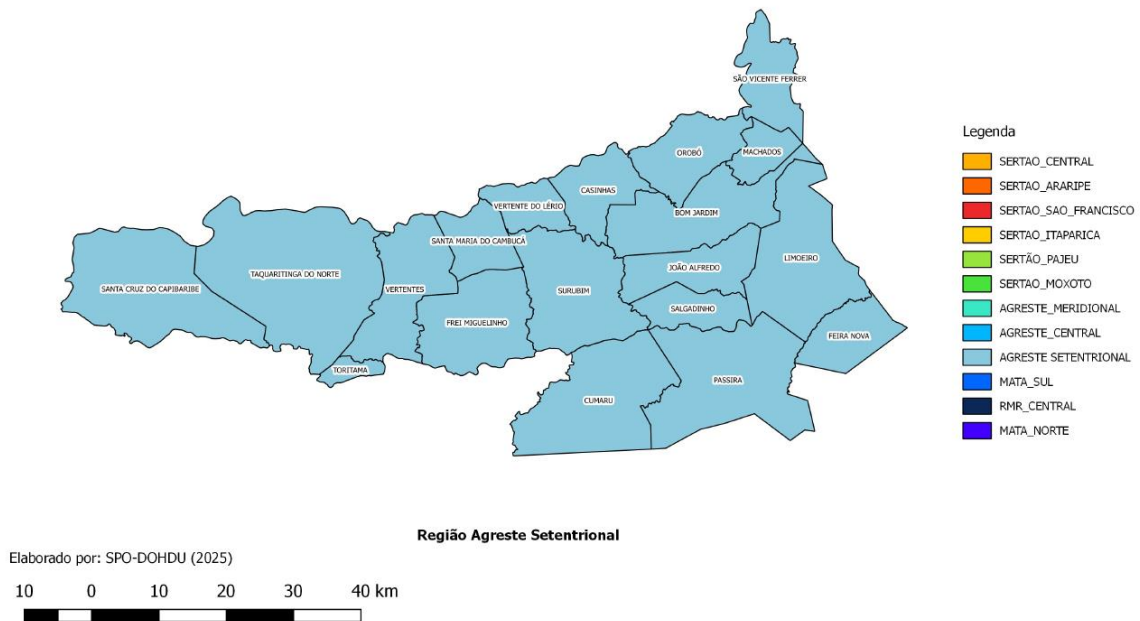 SÃO VICENTE FERRER
OROBÓ
MACHADOS
CASINHAS
VERTENTE DO LÉRIO
BOM JARDIM
SANTA MARIA DO CAMBUCÁ
LIMOEIRO
JOÃO ALFREDO
TAQUARITINGA DO NORTE
SANTA CRUZ DO CAPIBARIBE
VERTENTES
SURUBIM
SALGADINHO
FREI MIGUELINHO
FEIRA NOVA
TORITAMA
PASSIRA
CUMARU
Legenda
SERTAO_CENTRAL
SERTAO_ARARIPE
SERTAO_SAO_FRANCISCO
SERTAO_ITAPARICA
SERTÃO_PAJEU
SERTAO_MOXOTO
AGRESTE_MERIDIONAL
AGRESTE_CENTRAL
AGRESTE SETENTRIONAL
MATA_SUL
RMR_CENTRAL
MATA_NORTE
Região Agreste Setentrional
Elaborado por: SPO-DOHDU (2025)
10 0 10 20 30 40 km